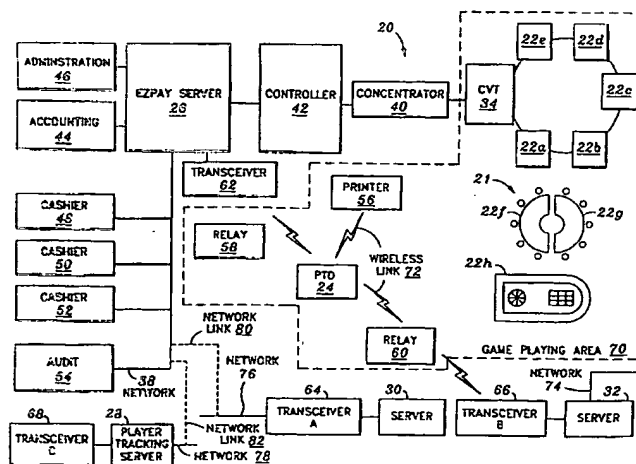 20
ADMINSTRATION
46
EZPAY SERVER
26
CONTROLLER
42
CONCENTRATOR
40
CVT
34
22e
22d
22c
22a
22b
ACCOUNTING
44
TRANSCEIVER
62
PRINTER
56
21
22f
22g
CASHIER
48
RELAY
58
WIRELESS
LINK 72
PTD
24
22h
CASHIER
50
CASHIER
52
NETWORK
LINK 80
RELAY
60
GAME PLAYING AREA 70
AUDIT
54
38
NETWORK
NETWORK
76
NETWORK
74
64
TRANSCEIVER
A
30
SERVER
66
TRANSCEIVER
B
32
SERVER
68
TRANSCEIVER
C
28
PLAYER
TRACKING
SERVER
NETWORK
LINK 82
NETWORK 78